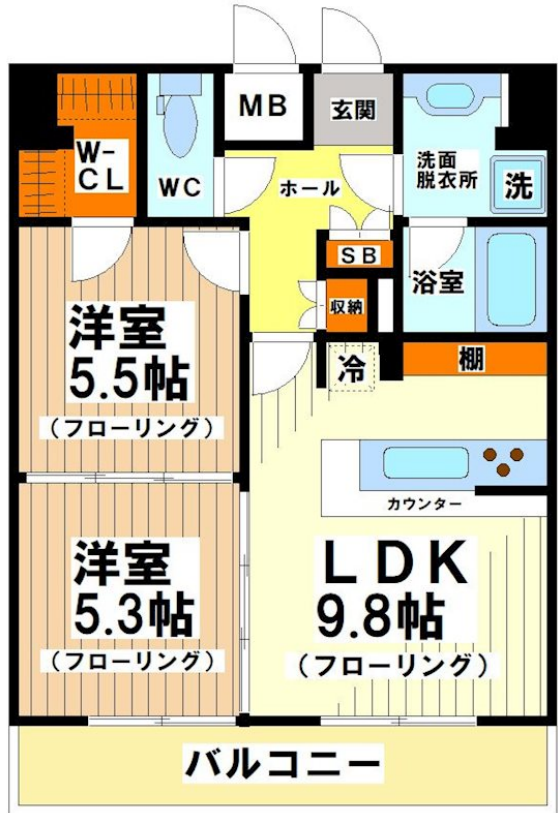 MB
玄関
W-
CL
WC
ホール
洗面
脱衣所
洗
SB
浴室
収納
洋室
5.5帖
(フローリング)
冷
棚
カウンター
洋室
5.3帖
(フローリング)
LDK
9.8帖
(フローリング)
バルコニー